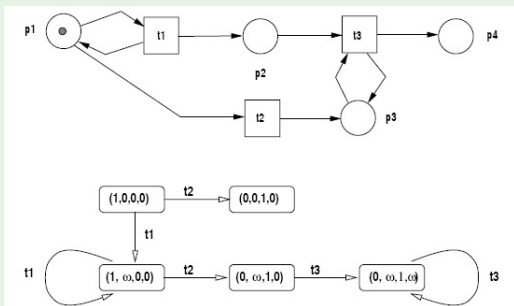 p1
t1
t3
p4
p2
t2
p3
(1,0,0,0)
t2
(0,0,1,0)
t1
t1
(1, ω,0,0)
t2
(0, ω,1,0)
t3
(0, ω,1,ω)
t3